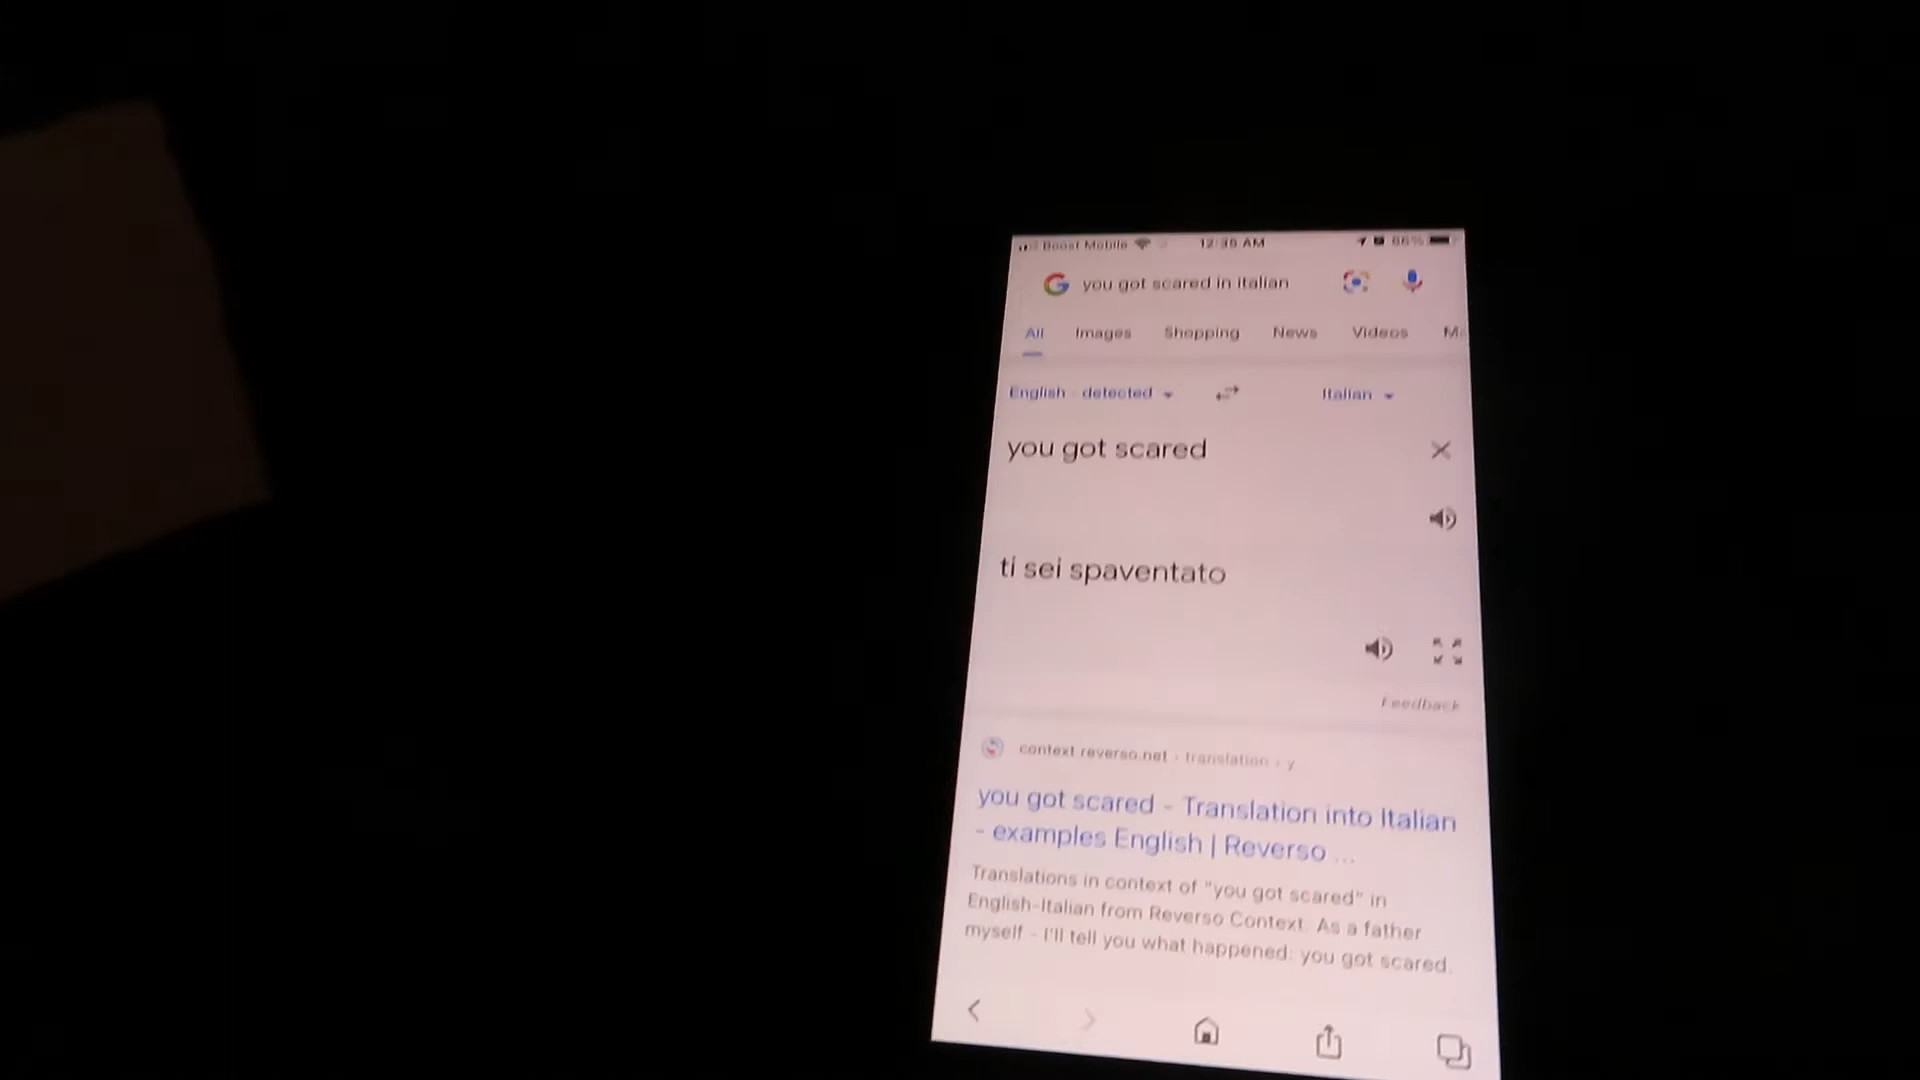 Boost Mobile 12:35 AM 66%
you got scared in italian
All Images Shopping News Videos
English detected Italian
you got scared
ti sei spaventato
Feedback
context.reverso.net › translation › y
you got scared - Translation into Italian
- examples English | Reverso ...
Translations in context of "you got scared" in
English-Italian from Reverso Context: As a father
myself - I'll tell you what happened: you got scared.